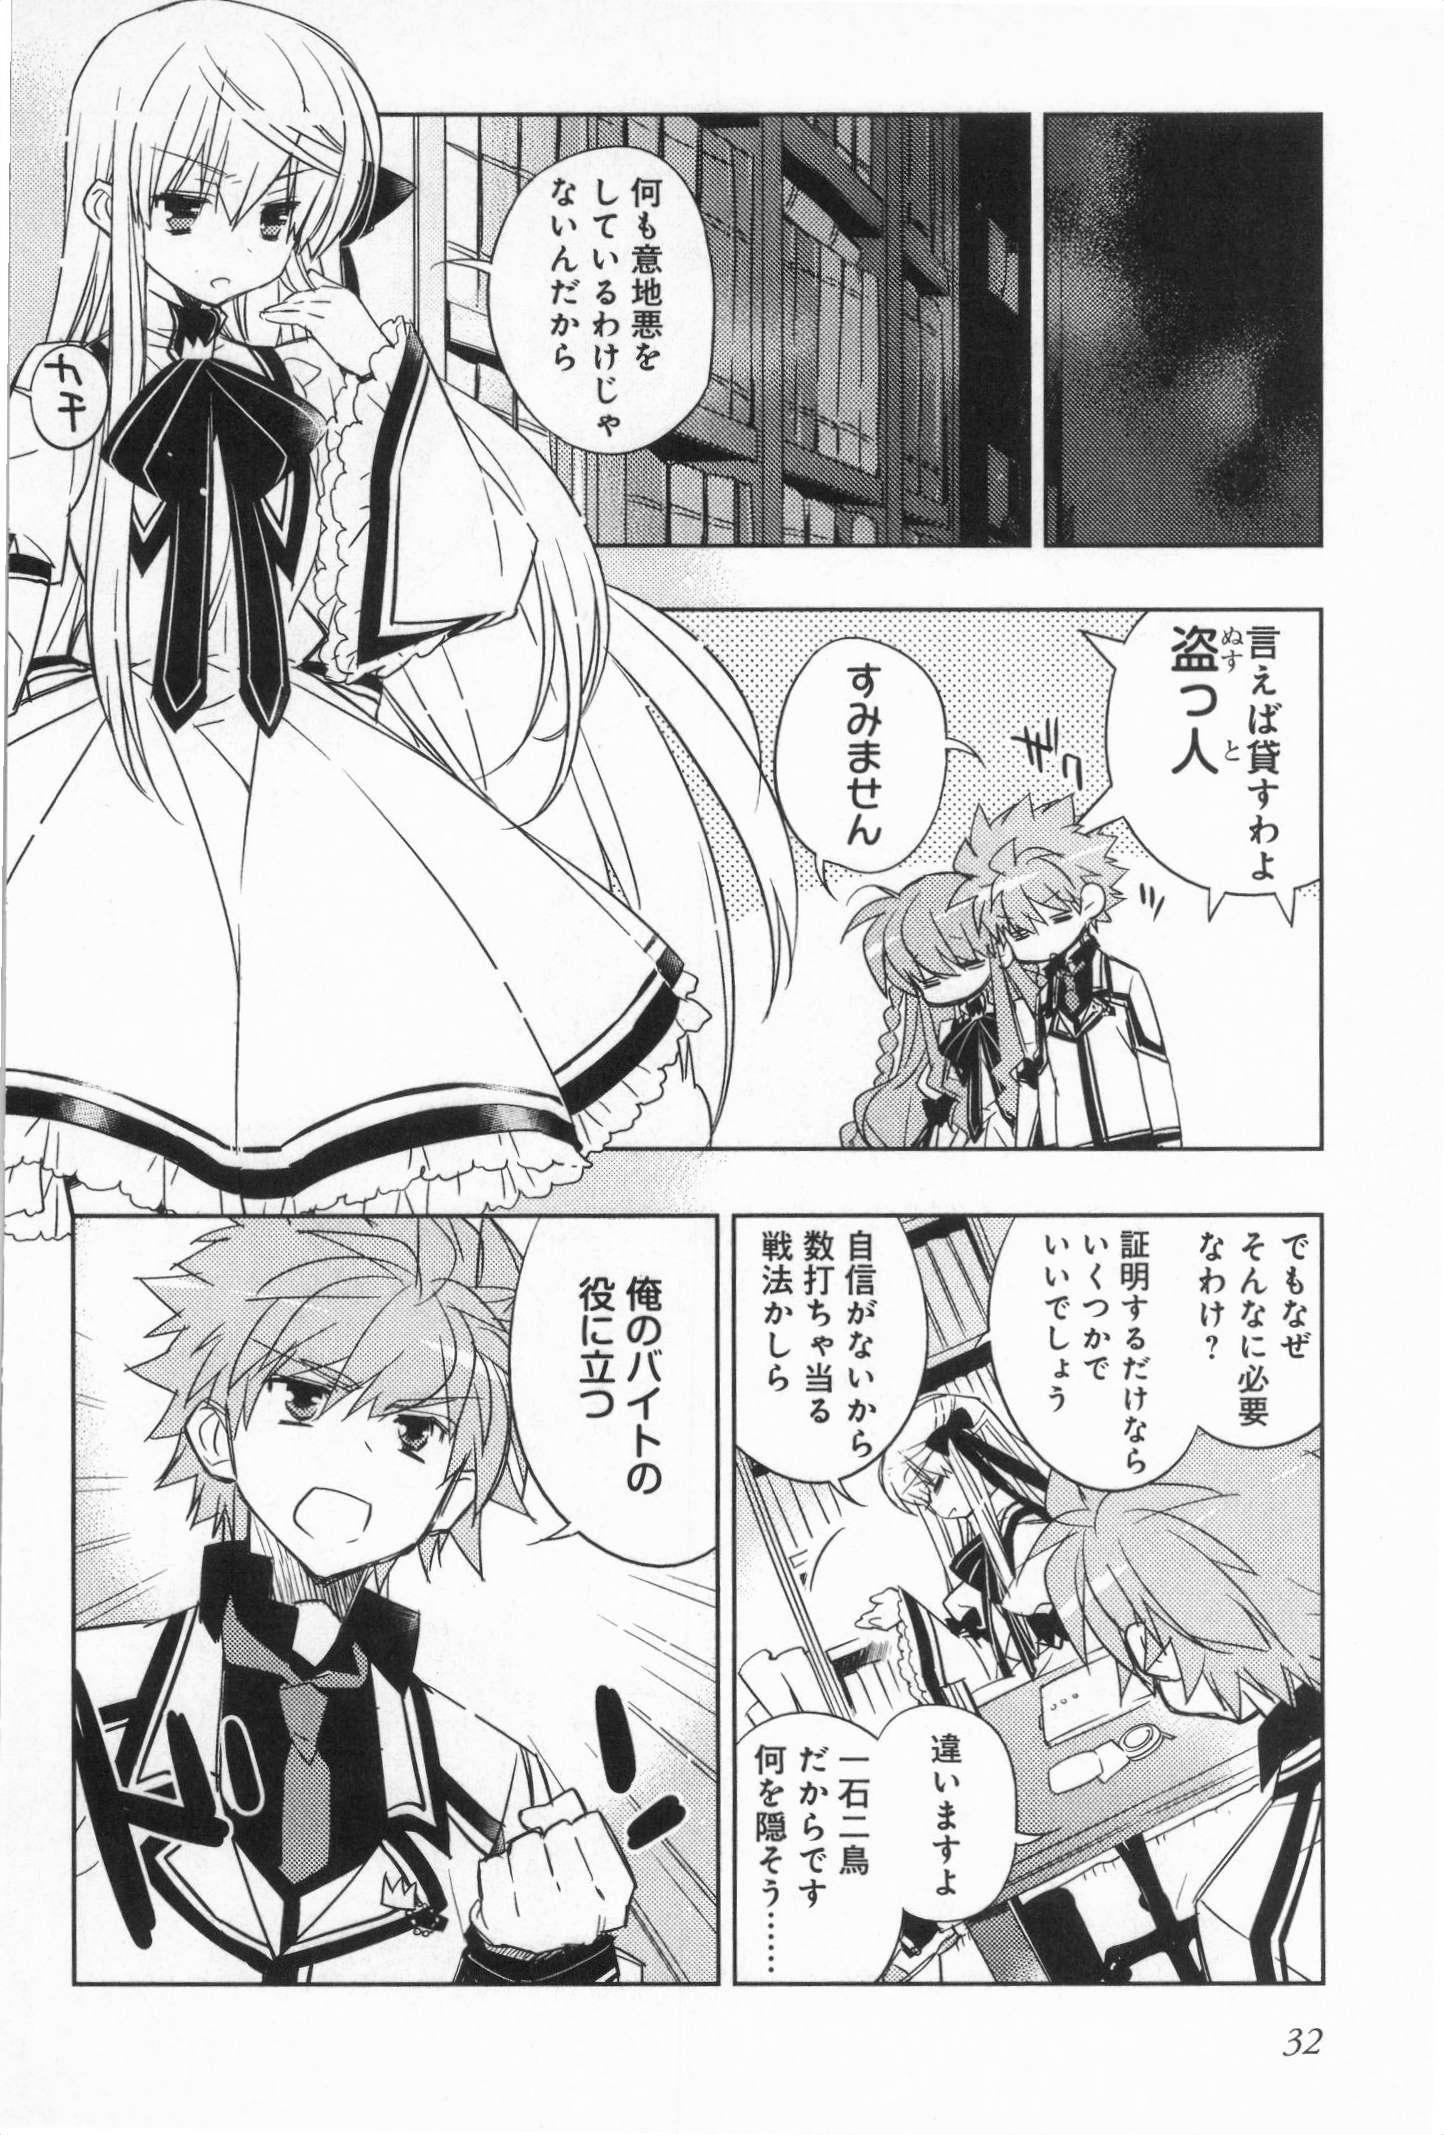 何も意地悪を
しているわけじゃ
ないんだから
カチ
言えば貸すわよ
盗っ人
ぬすと
ギク
すみません
でもなぜ
そんなに必要
なわけ?
証明するだけなら
いくつかで
いいでしょう
自信がないから
数打ちゃ当る
戦法かしら
違いますよ
一石二鳥
だからです
何を隠そう……
俺のバイトの
役に立つ
ドーン
32